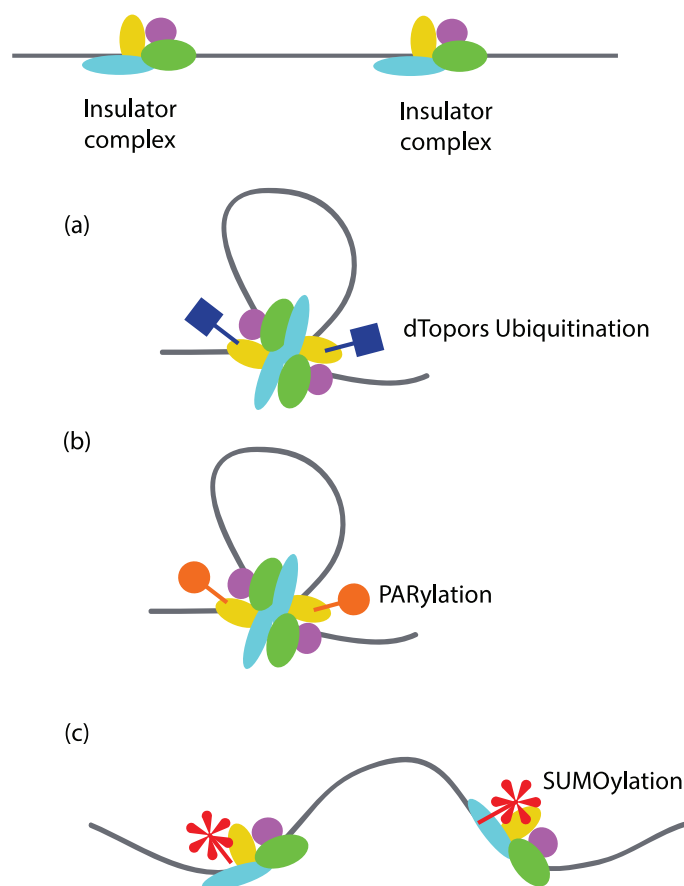 Insulator
complex
Insulator
complex
(a)
dTopors Ubiquitination
(b)
PARylation
(c)
SUMOylation